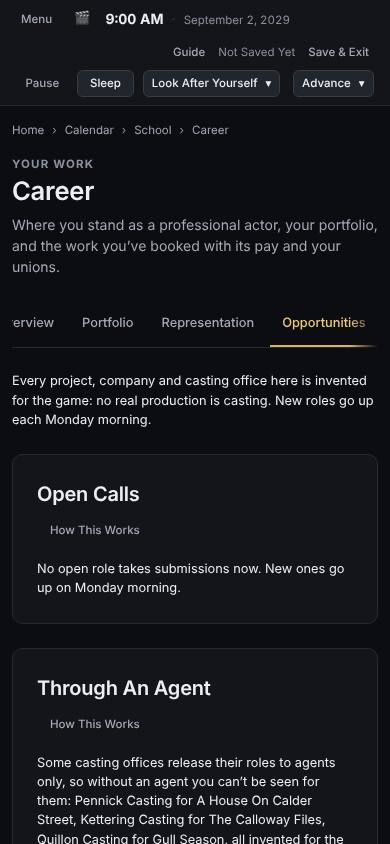 Menu 🎬 9:00 AM · September 2, 2029
Guide Not Saved Yet Save & Exit
Pause Sleep Look After Yourself ▾ Advance ▾
Home › Calendar › School › Career
YOUR WORK
Career
Where you stand as a professional actor, your portfolio,
and the work you’ve booked with its pay and your
unions.
erview Portfolio Representation Opportunities
Every project, company and casting office here is invented
for the game: no real production is casting. New roles go up
each Monday morning.
Open Calls
How This Works
No open role takes submissions now. New ones go
up on Monday morning.
Through An Agent
How This Works
Some casting offices release their roles to agents
only, so without an agent you can’t be seen for
them: Pennick Casting for A House On Calder
Street, Kettering Casting for The Calloway Files,
Quillon Casting for Gull Season, all invented for the